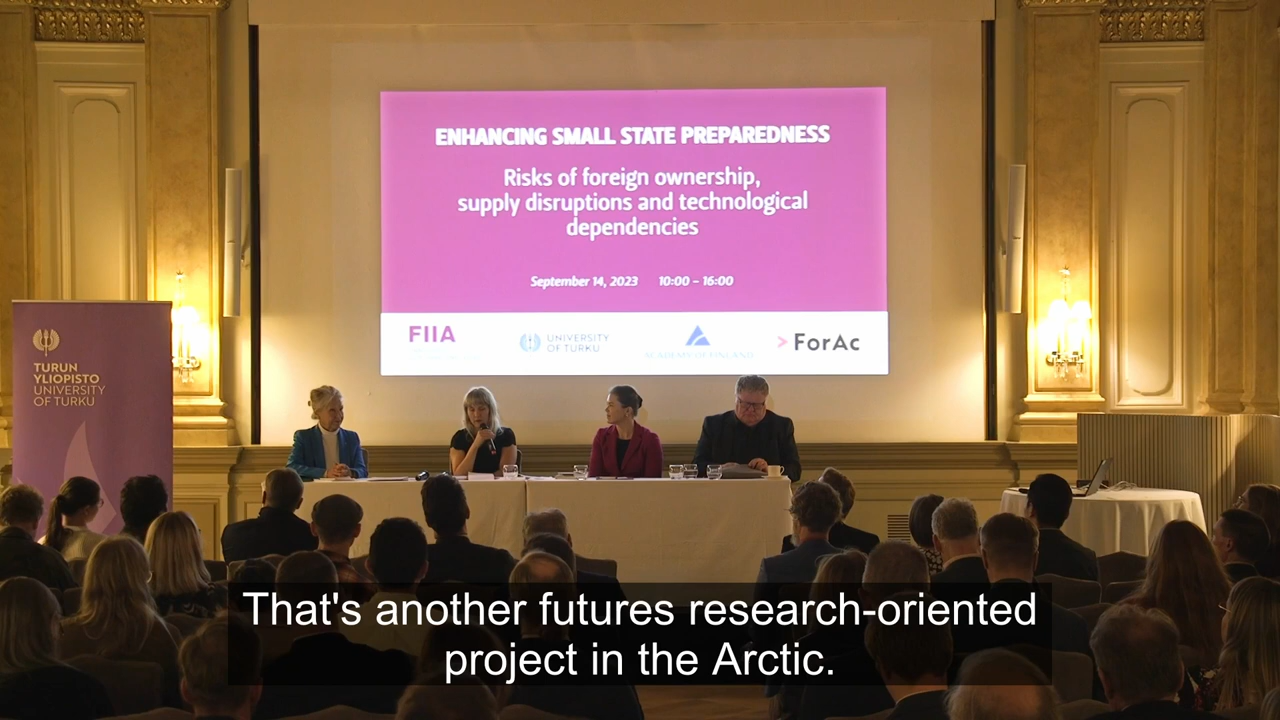 ENHANCING SMALL STATE PREPAREDNESS
Risks of foreign ownership,
supply disruptions and technological
dependencies
September 14, 2023 10:00 – 16:00
FIIA
UNIVERSITY
OF TURKU
ACADEMY OF FINLAND
> ForAc
TURUN
YLIOPISTO
UNIVERSITY
OF TURKU
That's another futures research-oriented
project in the Arctic.